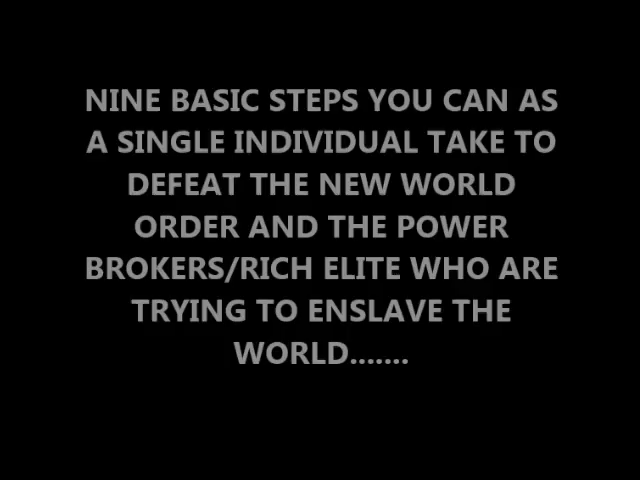 NINE BASIC STEPS YOU CAN AS
A SINGLE INDIVIDUAL TAKE TO
DEFEAT THE NEW WORLD
ORDER AND THE POWER
BROKERS/RICH ELITE WHO ARE
TRYING TO ENSLAVE THE
WORLD.......